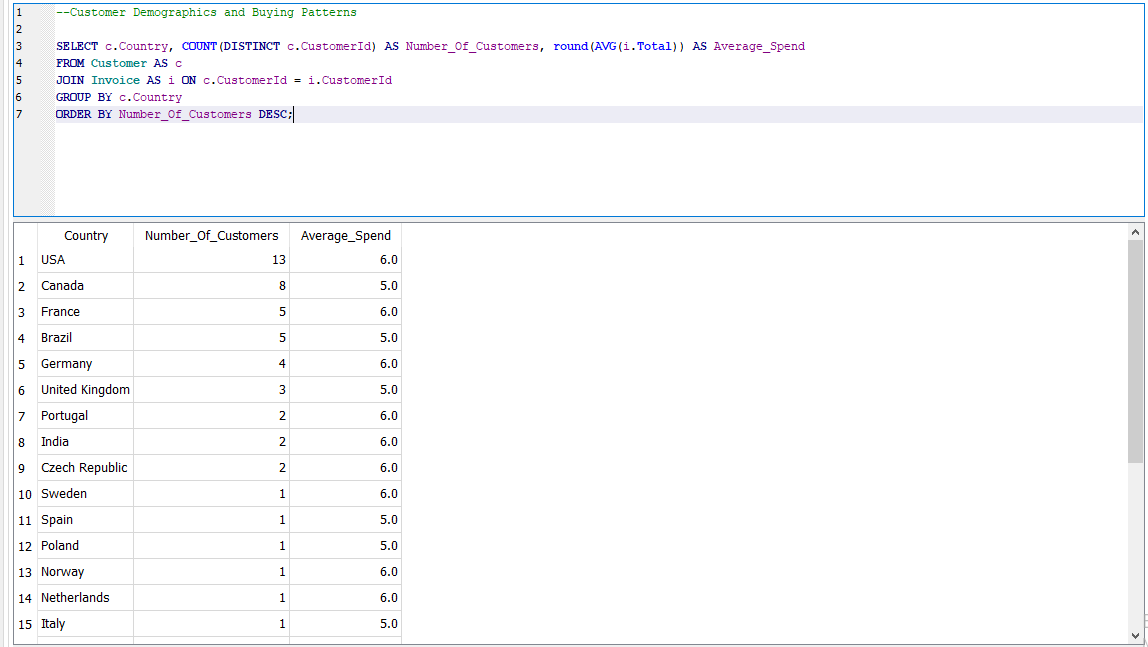 1 --Customer Demographics and Buying Patterns
2
3 SELECT c.Country, COUNT(DISTINCT c.CustomerId) AS Number_Of_Customers, round(AVG(i.Total)) AS Average_Spend
4 FROM Customer AS c
5 JOIN Invoice AS i ON c.CustomerId = i.CustomerId
6 GROUP BY c.Country
7 ORDER BY Number_Of_Customers DESC;
Country Number_Of_Customers Average_Spend
1 USA 13 6.0
2 Canada 8 5.0
3 France 5 6.0
4 Brazil 5 5.0
5 Germany 4 6.0
6 United Kingdom 3 5.0
7 Portugal 2 6.0
8 India 2 6.0
9 Czech Republic 2 6.0
10 Sweden 1 6.0
11 Spain 1 5.0
12 Poland 1 5.0
13 Norway 1 6.0
14 Netherlands 1 6.0
15 Italy 1 5.0